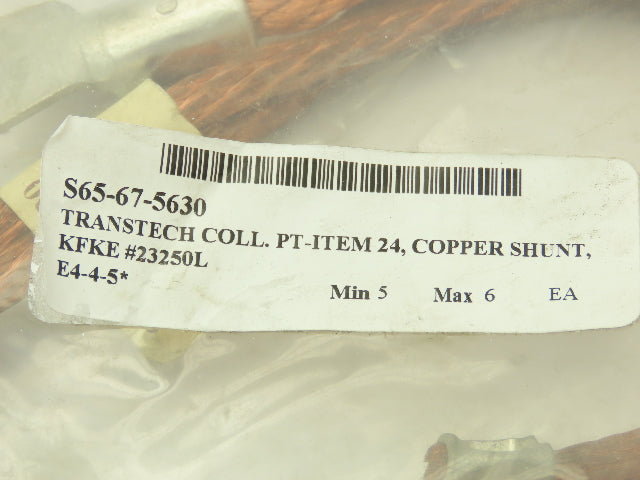 S65-67-5630
TRANSTECH COLL. PT-ITEM 24, COPPER SHUNT,
KFKE #23250L
E4-4-5*
Min 5 Max 6 EA